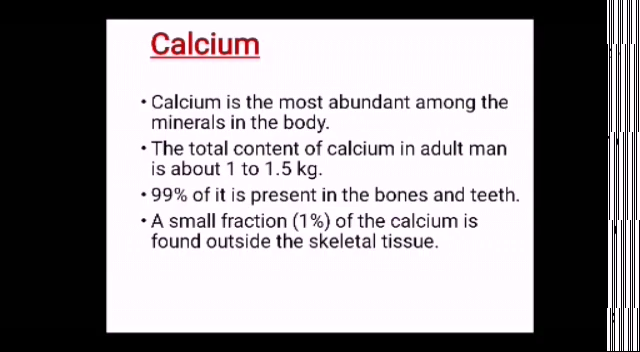 Calcium
• Calcium is the most abundant among the
minerals in the body.
• The total content of calcium in adult man
is about 1 to 1.5 kg.
• 99% of it is present in the bones and teeth.
• A small fraction (1%) of the calcium is
found outside the skeletal tissue.